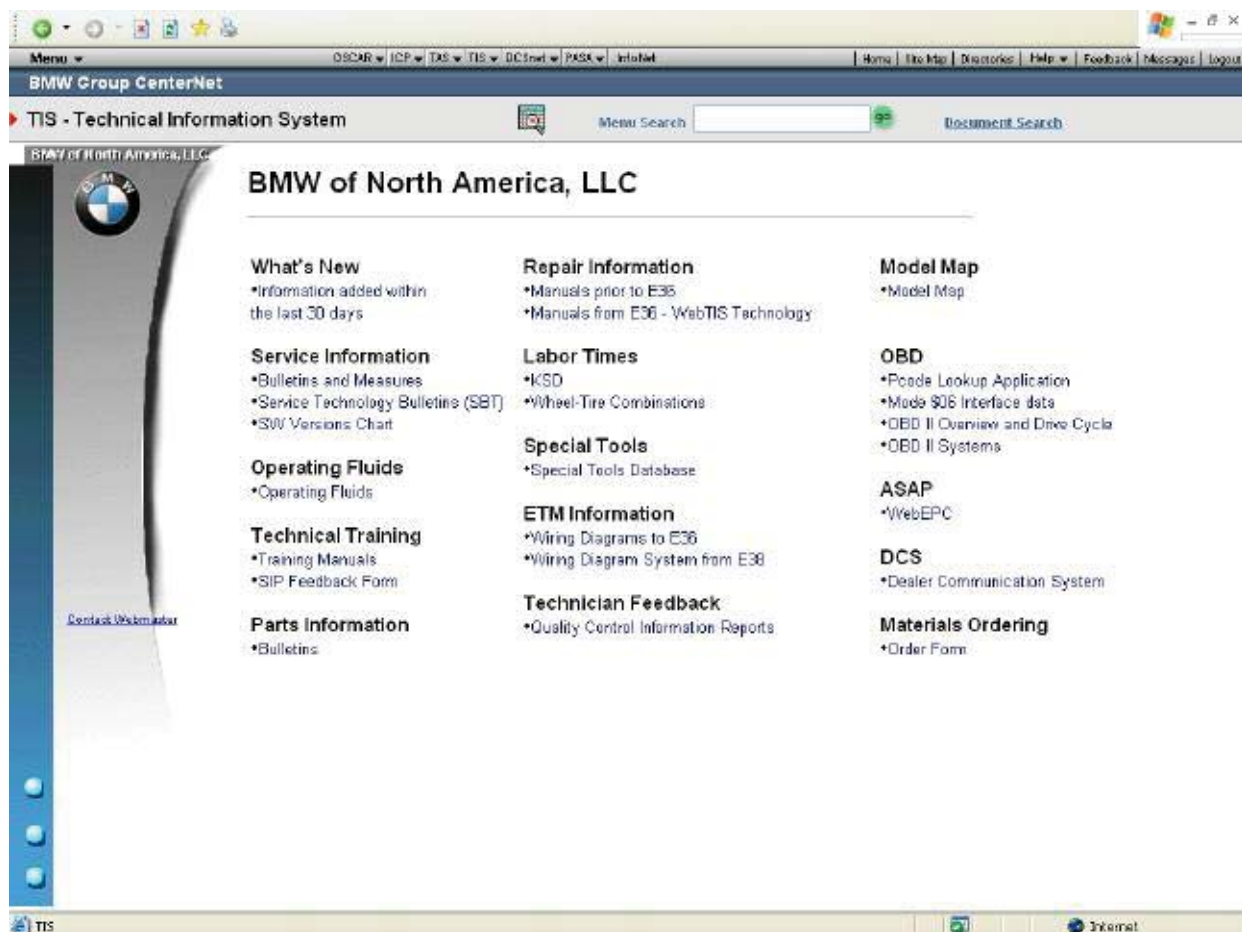 Menu
OSCAR ICP TAS TIS DCSnet PASA InfoNet
Home | Site Map | Directories | Help | Feedback | Messages | Logout
BMW Group CenterNet
TIS - Technical Information System
Menu Search
go
Document Search
BMW of North America, LLC
BMW
BMW of North America, LLC
What's New
•Information added within
the last 30 days
Service Information
•Bulletins and Measures
•Service Technology Bulletins (SBT)
•SW Versions Chart
Operating Fluids
•Operating Fluids
Technical Training
•Training Manuals
•SIP Feedback Form
Parts Information
•Bulletins
Repair Information
•Manuals prior to E36
•Manuals from E36 - WebTIS Technology
Labor Times
•KSD
•Wheel-Tire Combinations
Special Tools
•Special Tools Database
ETM Information
•Wiring Diagrams to E36
•Wiring Diagram System from E38
Technician Feedback
•Quality Control Information Reports
Model Map
•Model Map
OBD
•Pcode Lookup Application
•Mode $06 Interface data
•OBD II Overview and Drive Cycle
•OBD II Systems
ASAP
•WebEPC
DCS
•Dealer Communication System
Materials Ordering
•Order Form
Contact Webmaster
TIS
Internet